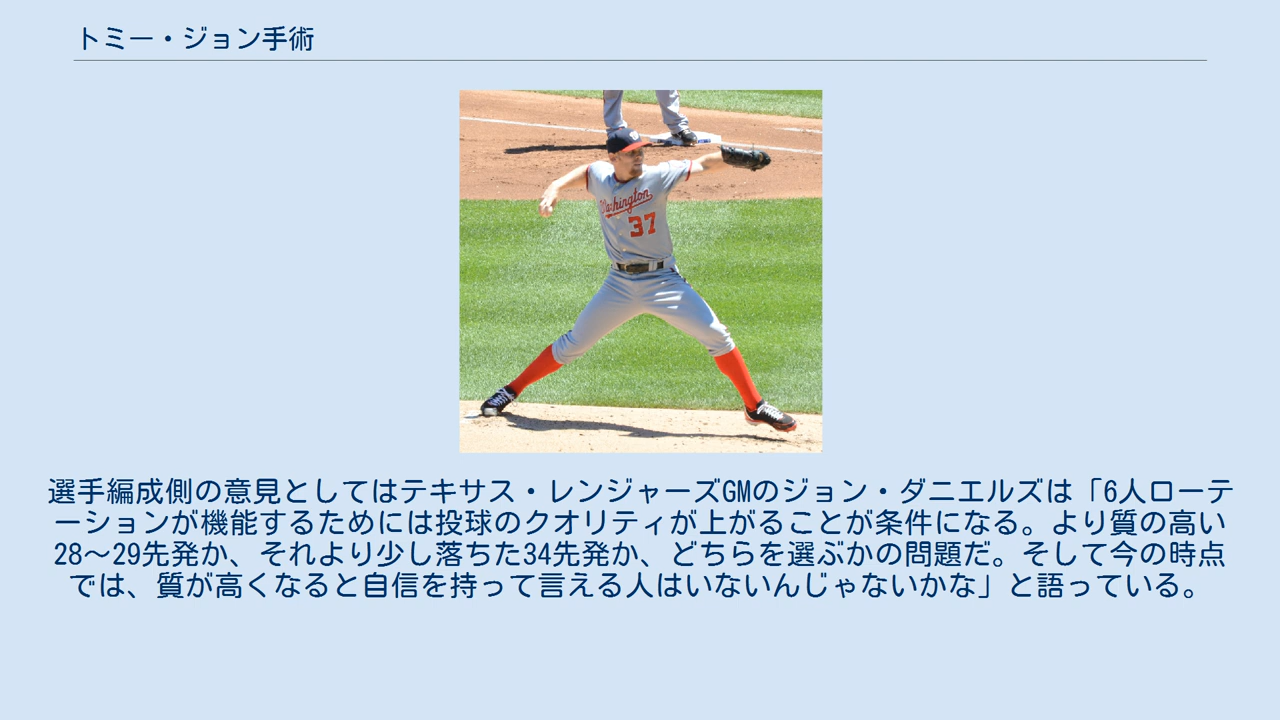 トミー・ジョン手術
Washington
37
選手編成側の意見としてはテキサス・レンジャーズGMのジョン・ダニエルズは「6人ローテ
ーションが機能するためには投球のクオリティが上がることが条件になる。より質の高い
28〜29先発か、それより少し落ちた34先発か、どちらを選ぶかの問題だ。そして今の時点
では、質が高くなると自信を持って言える人はいないんじゃないかな」と語っている。